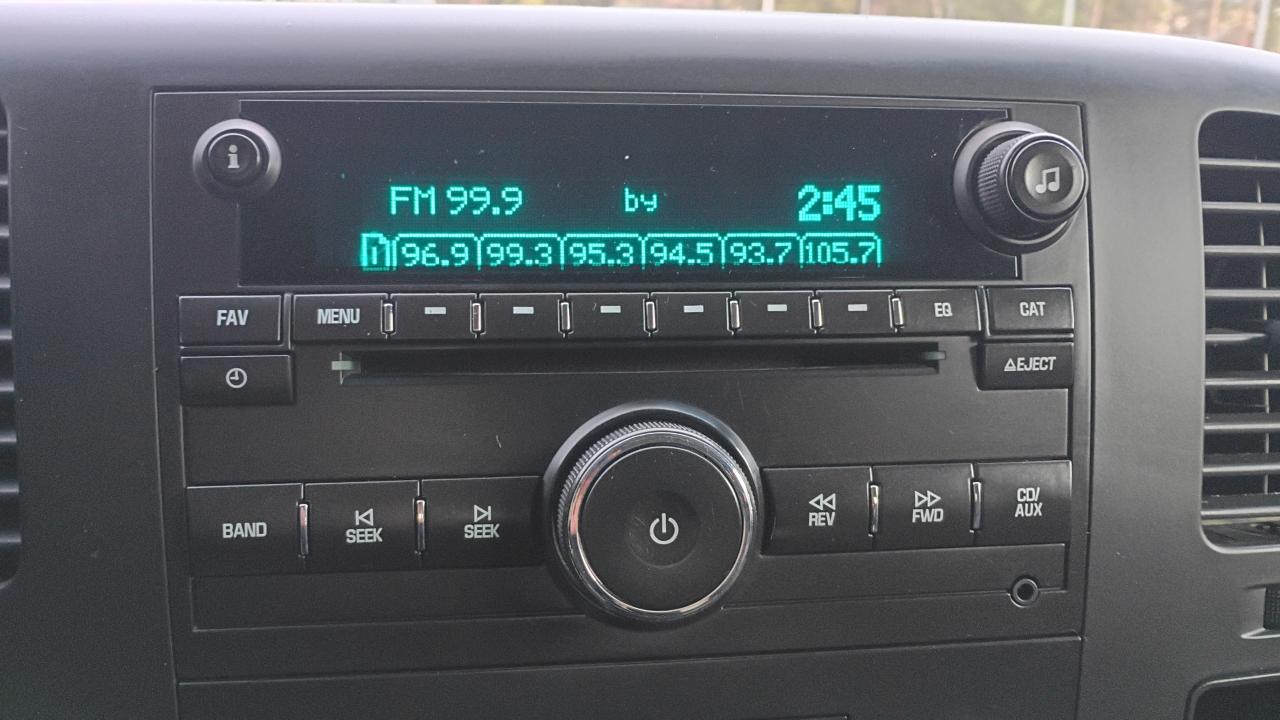 FM 99.9 by 2:45
1 96.9 99.3 95.3 94.5 93.7 105.7
FAV MENU EQ CAT
EJECT
BAND SEEK SEEK REV FWD CD/
AUX